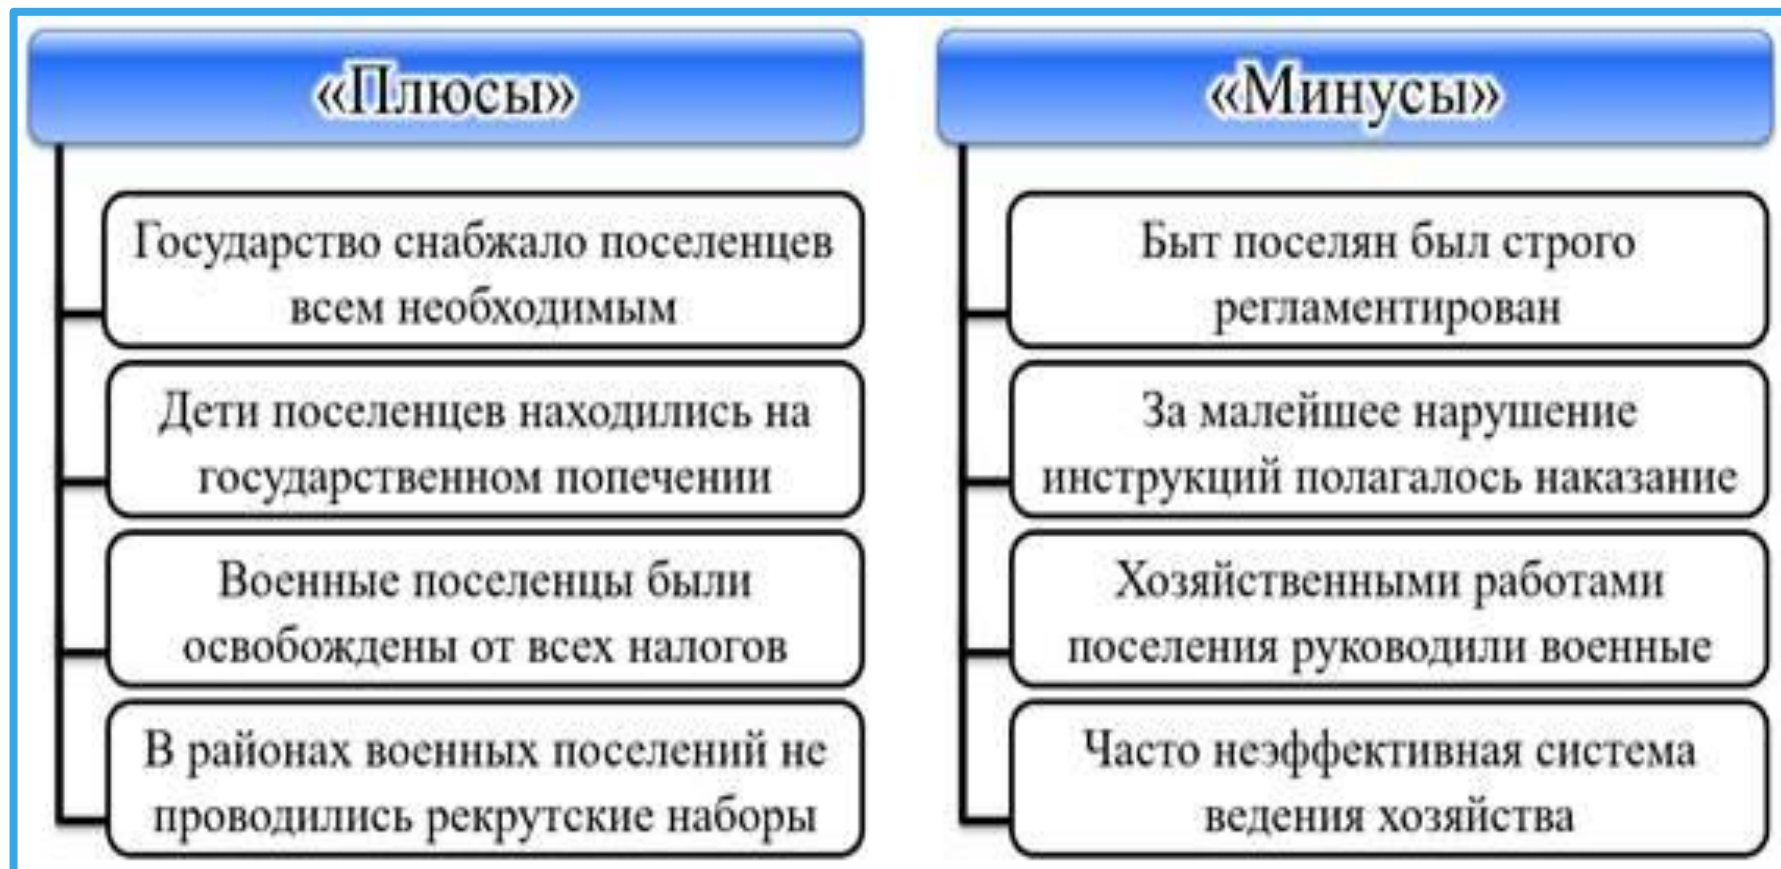 «Плюсы»
Государство снабжало поселенцев
всем необходимым
Дети поселенцев находились на
государственном попечении
Военные поселенцы были
освобождены от всех налогов
В районах военных поселений не
проводились рекрутские наборы
«Минусы»
Быт поселян был строго
регламентирован
За малейшее нарушение
инструкций полагалось наказание
Хозяйственными работами
поселения руководили военные
Часто неэффективная система
ведения хозяйства